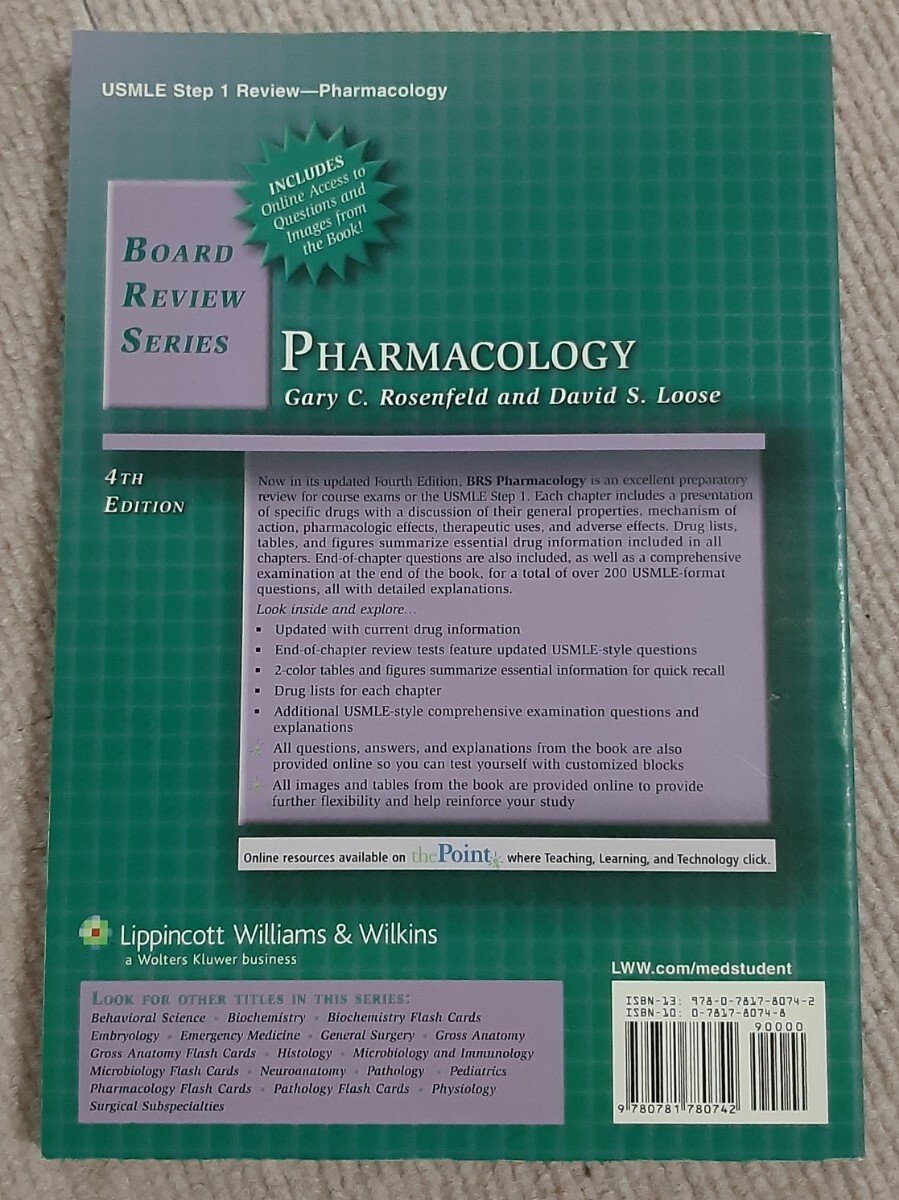 USMLE Step 1 Review—Pharmacology
INCLUDES
Online Access to
Questions and
Images from
the Book!
BOARD
REVIEW
SERIES
PHARMACOLOGY
Gary C. Rosenfeld and David S. Loose
4TH
EDITION
Now in its updated Fourth Edition, BRS Pharmacology is an excellent preparatory
review for course exams or the USMLE Step 1. Each chapter includes a presentation
of specific drugs with a discussion of their general properties, mechanism of
action, pharmacologic effects, therapeutic uses, and adverse effects. Drug lists,
tables, and figures summarize essential drug information included in all
chapters. End-of-chapter questions are also included, as well as a comprehensive
examination at the end of the book, for a total of over 200 USMLE-format
questions, all with detailed explanations.
Look inside and explore...
▪ Updated with current drug information
▪ End-of-chapter review tests feature updated USMLE-style questions
▪ 2-color tables and figures summarize essential information for quick recall
▪ Drug lists for each chapter
▪ Additional USMLE-style comprehensive examination questions and
explanations
All questions, answers, and explanations from the book are also
provided online so you can test yourself with customized blocks
All images and tables from the book are provided online to provide
further flexibility and help reinforce your study
Online resources available on thePoint where Teaching, Learning, and Technology click.
Lippincott Williams & Wilkins
a Wolters Kluwer business
LWW.com/medstudent
LOOK FOR OTHER TITLES IN THIS SERIES:
Behavioral Science ▪ Biochemistry ▪ Biochemistry Flash Cards
Embryology ▪ Emergency Medicine ▪ General Surgery ▪ Gross Anatomy
Gross Anatomy Flash Cards ▪ Histology ▪ Microbiology and Immunology
Microbiology Flash Cards ▪ Neuroanatomy ▪ Pathology ▪ Pediatrics
Pharmacology Flash Cards ▪ Pathology Flash Cards ▪ Physiology
Surgical Subspecialties
ISBN-13: 978-0-7817-8074-2
ISBN-10: 0-7817-8074-8
90000
9 780781 780742